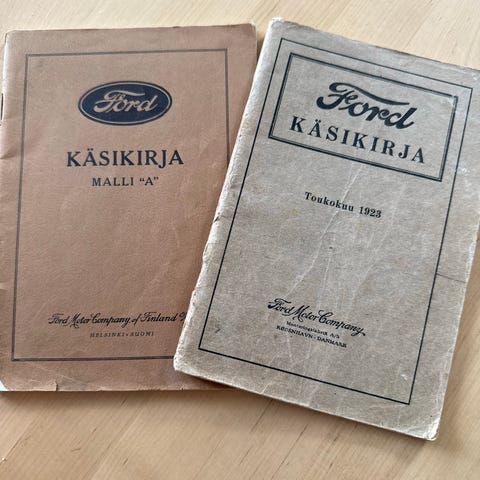 Ford
KÄSIKIRJA
MALLI "A"
Ford Motor Company of Finland
HELSINKI • SUOMI
Ford
KÄSIKIRJA
Toukokuu 1923
Ford Motor Company
A/S
KØBENHAVN - DANMARK